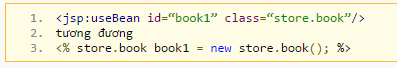 1. <jsp:useBean id=“book1” class=“store.book”/>
2. tương đương
3. <% store.book book1 = new store.book(); %>